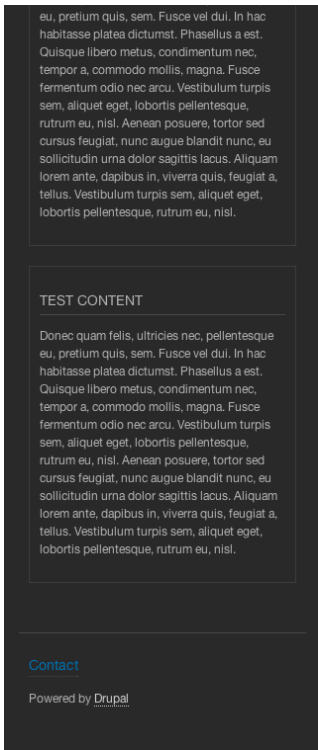 eu, pretium quis, sem. Fusce vel dui. In hac
habitasse platea dictumst. Phasellus a est.
Quisque libero metus, condimentum nec,
tempor a, commodo mollis, magna. Fusce
fermentum odio nec arcu. Vestibulum turpis
sem, aliquet eget, lobortis pellentesque,
rutrum eu, nisl. Aenean posuere, tortor sed
cursus feugiat, nunc augue blandit nunc, eu
sollicitudin urna dolor sagittis lacus. Aliquam
lorem ante, dapibus in, viverra quis, feugiat a,
tellus. Vestibulum turpis sem, aliquet eget,
lobortis pellentesque, rutrum eu, nisl.
TEST CONTENT
Donec quam felis, ultricies nec, pellentesque
eu, pretium quis, sem. Fusce vel dui. In hac
habitasse platea dictumst. Phasellus a est.
Quisque libero metus, condimentum nec,
tempor a, commodo mollis, magna. Fusce
fermentum odio nec arcu. Vestibulum turpis
sem, aliquet eget, lobortis pellentesque,
rutrum eu, nisl. Aenean posuere, tortor sed
cursus feugiat, nunc augue blandit nunc, eu
sollicitudin urna dolor sagittis lacus. Aliquam
lorem ante, dapibus in, viverra quis, feugiat a,
tellus. Vestibulum turpis sem, aliquet eget,
lobortis pellentesque, rutrum eu, nisl.
Contact
Powered by Drupal